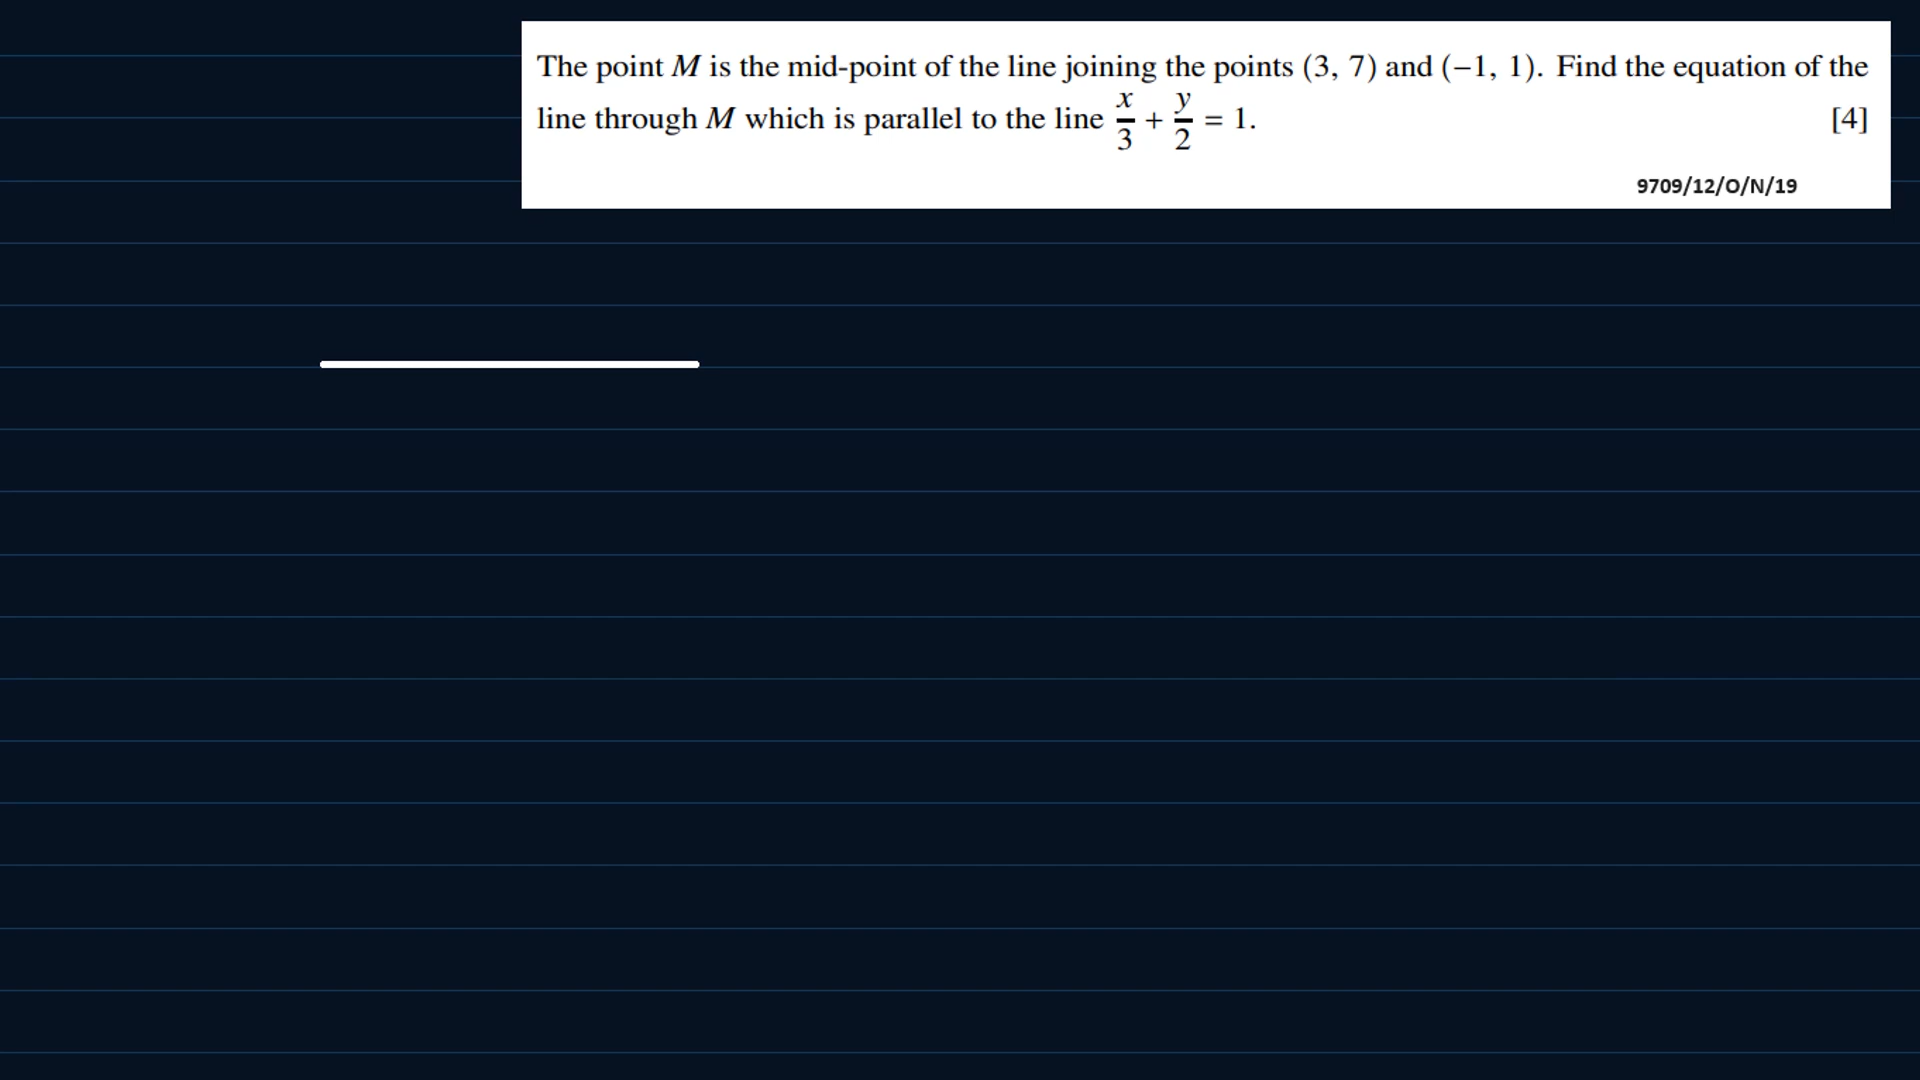 The point M is the mid-point of the line joining the points (3, 7) and (−1, 1). Find the equation of the
line through M which is parallel to the line x/3 + y/2 = 1. [4]
9709/12/O/N/19